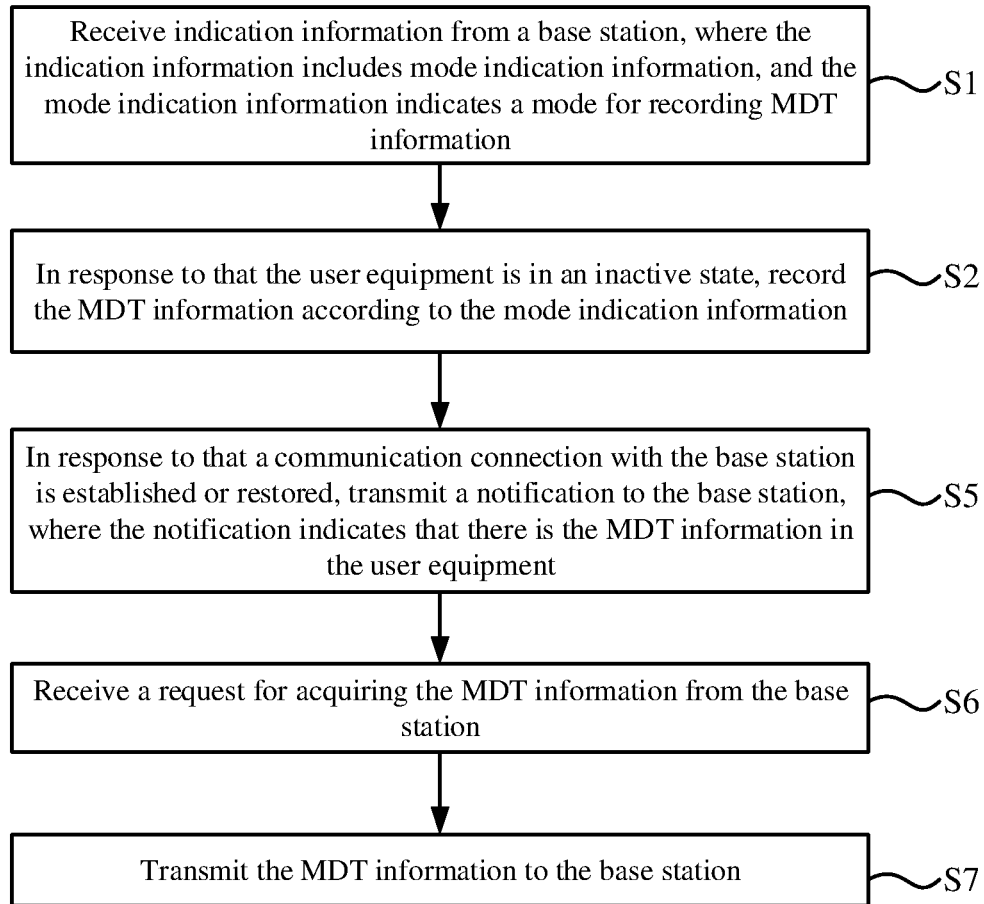 Receive indication information from a base station, where the
indication information includes mode indication information, and the
mode indication information indicates a mode for recording MDT
information
S1
In response to that the user equipment is in an inactive state, record
the MDT information according to the mode indication information
S2
In response to that a communication connection with the base station
is established or restored, transmit a notification to the base station,
where the notification indicates that there is the MDT information in
the user equipment
S5
Receive a request for acquiring the MDT information from the base
station
S6
Transmit the MDT information to the base station
S7